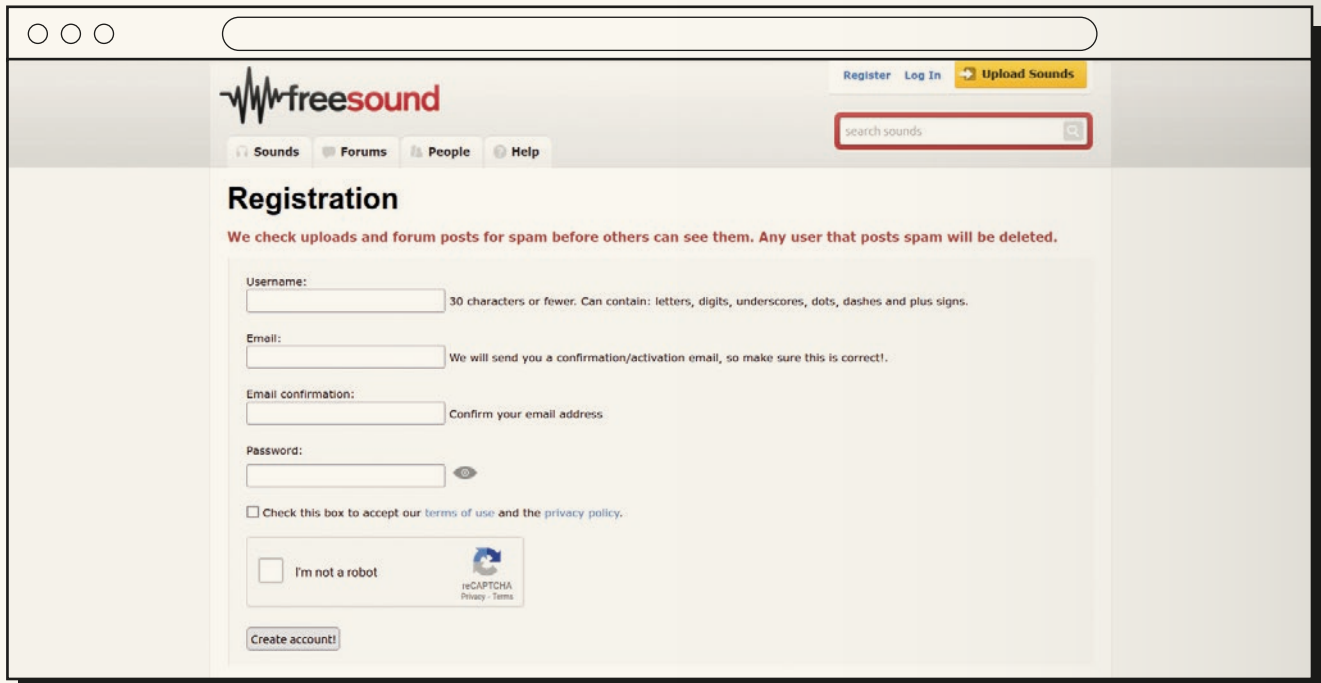 freesound
Register Log In Upload Sounds
search sounds
Sounds Forums People Help
Registration
We check uploads and forum posts for spam before others can see them. Any user that posts spam will be deleted.
Username:
30 characters or fewer. Can contain: letters, digits, underscores, dots, dashes and plus signs.
Email:
We will send you a confirmation/activation email, so make sure this is correct!.
Email confirmation:
Confirm your email address
Password:
Check this box to accept our terms of use and the privacy policy.
I'm not a robot
reCAPTCHA
Privacy - Terms
Create account!